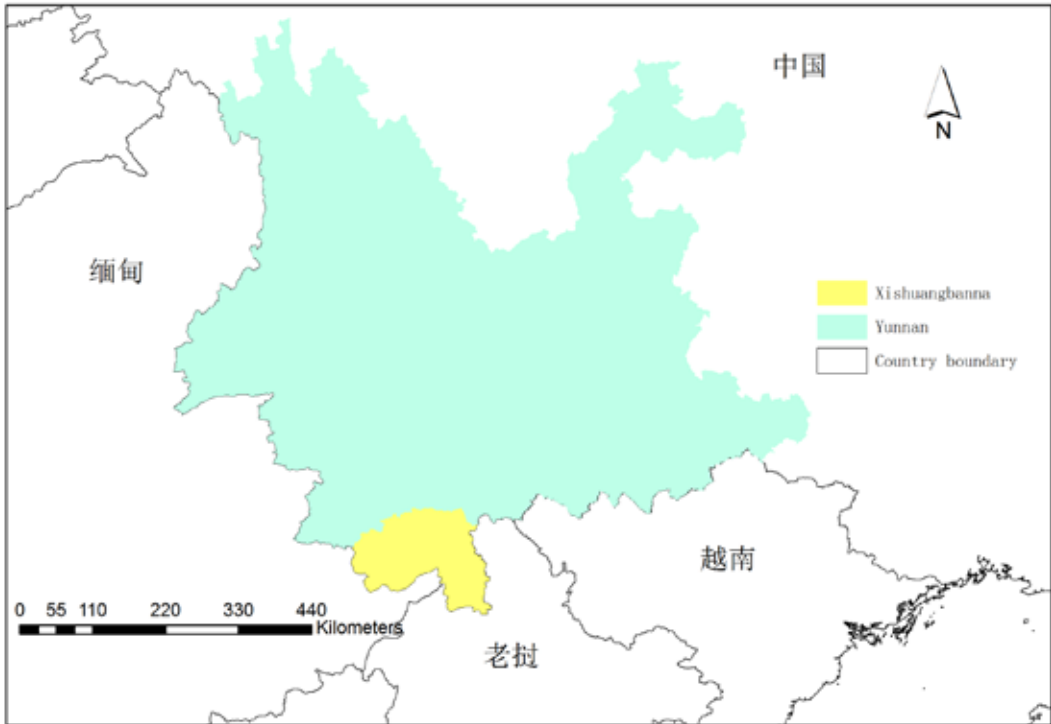 中国
N
缅甸
Xishuangbanna
Yunnan
Country boundary
越南
0 55 110 220 330 440
Kilometers
老挝